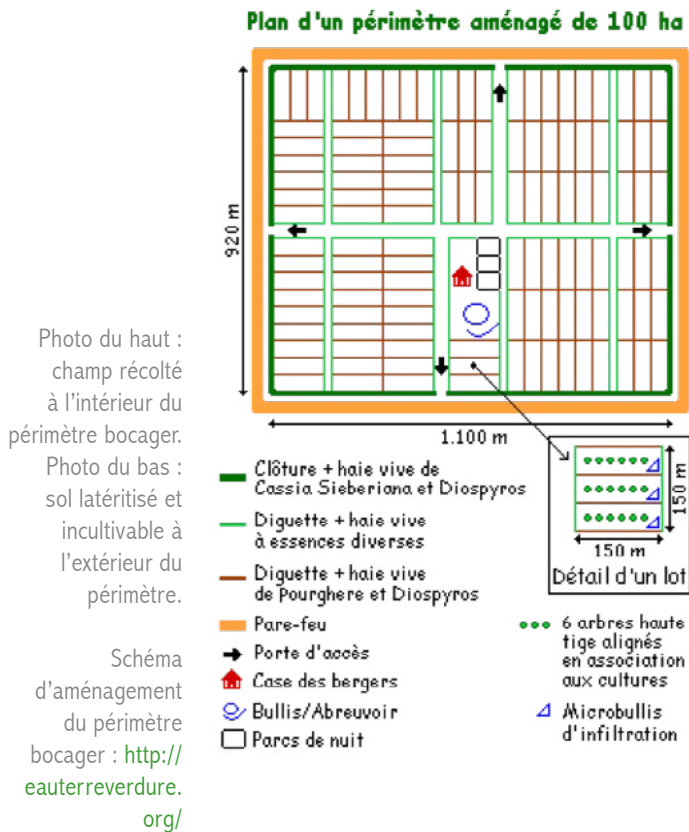 Plan d'un périmètre aménagé de 100 ha
920 m
1.100 m
Photo du haut :
champ récolté
à l'intérieur du
périmètre bocager.
Photo du bas :
sol latéritisé et
incultivable à
l'extérieur du
périmètre.
Schéma
d'aménagement
du périmètre
bocager : http://
eauterreverdure.
org/
Clôture + haie vive de
Cassia Sieberiana et Diospyros
Diguette + haie vive
à essences diverses
Diguette + haie vive
de Pourghere et Diospyros
Pare-feu
Porte d'accès
Case des bergers
Bullis/Abreuvoir
Parcs de nuit
150 m
150 m
Détail d'un lot
6 arbres haute
tige alignés
en association
aux cultures
Microbullis
d'infiltration